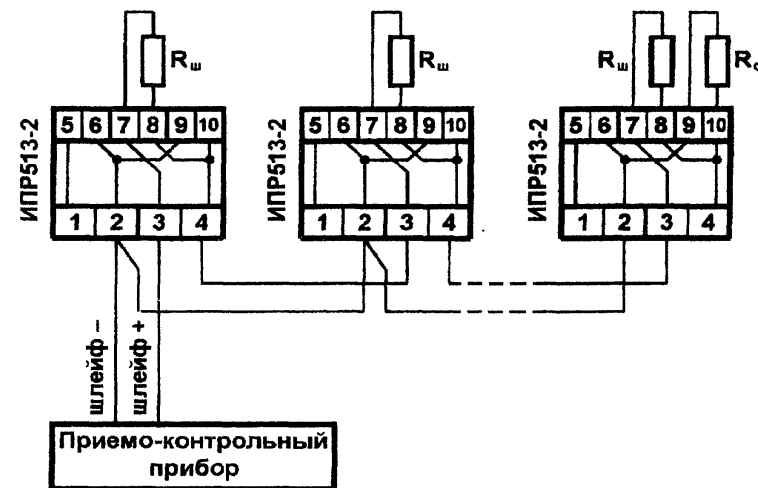 Rш Rш Rш Rо
ИПР513-2 5 6 7 8 9 10 ИПР513-2 5 6 7 8 9 10 ИПР513-2 5 6 7 8 9 10
1 2 3 4 1 2 3 4 1 2 3 4
шлейф –
шлейф +
Приемо-контрольный
прибор